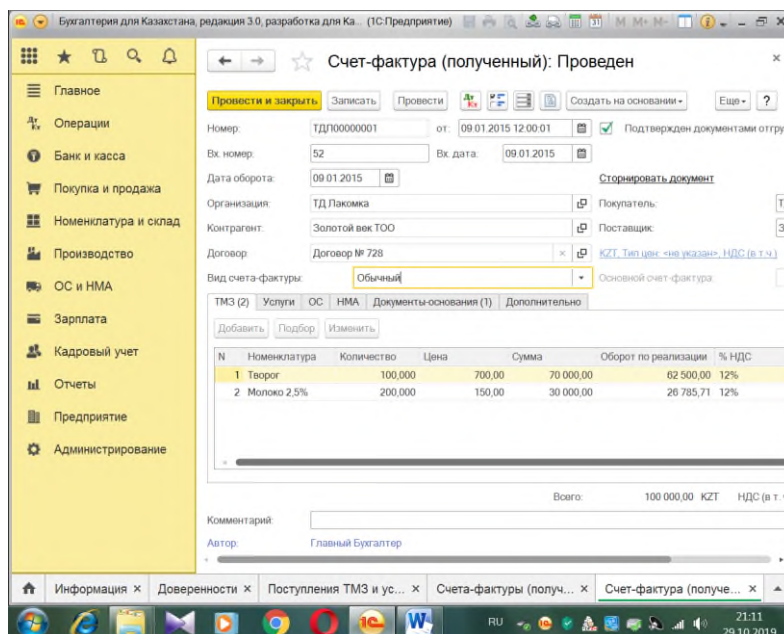 Бухгалтерия для Казахстана, редакция 3.0, разработка для Ка... (1С:Предприятие)
M M+ M-
Главное
Операции
Банк и касса
Покупка и продажа
Номенклатура и склад
Производство
ОС и НМА
Зарплата
Кадровый учет
Отчеты
Предприятие
Администрирование
Счет-фактура (полученный): Проведен
Провести и закрыть Записать Провести Создать на основании Еще ?
Номер: ТДЛ00000001 от: 09.01.2015 12:00:01 Подтвержден документами отгру
Вх. номер: 52 Вх. дата: 09.01.2015
Дата оборота: 09.01.2015 Сторнировать документ
Организация: ТД Лакомка Покупатель: Т
Контрагент: Золотой век ТОО Поставщик: З
Договор: Договор № 728 KZT, Тип цен: <не указан>, НДС (в т.ч.)
Вид счета-фактуры: Обычный Основной счет-фактура:
ТМЗ (2) Услуги ОС НМА Документы-основания (1) Дополнительно
Добавить Подбор Изменить
N Номенклатура Количество Цена Сумма Оборот по реализации % НДС
1 Творог 100,000 700,00 70 000,00 62 500,00 12%
2 Молоко 2,5% 200,000 150,00 30 000,00 26 785,71 12%
Всего: 100 000,00 KZT НДС (в т. ч
Комментарий:
Автор: Главный Бухгалтер
Информация × Доверенности × Поступления ТМЗ и ус... × Счета-фактуры (получ... × Счет-фактура (получе... ×
RU 21:11
29.10.2019